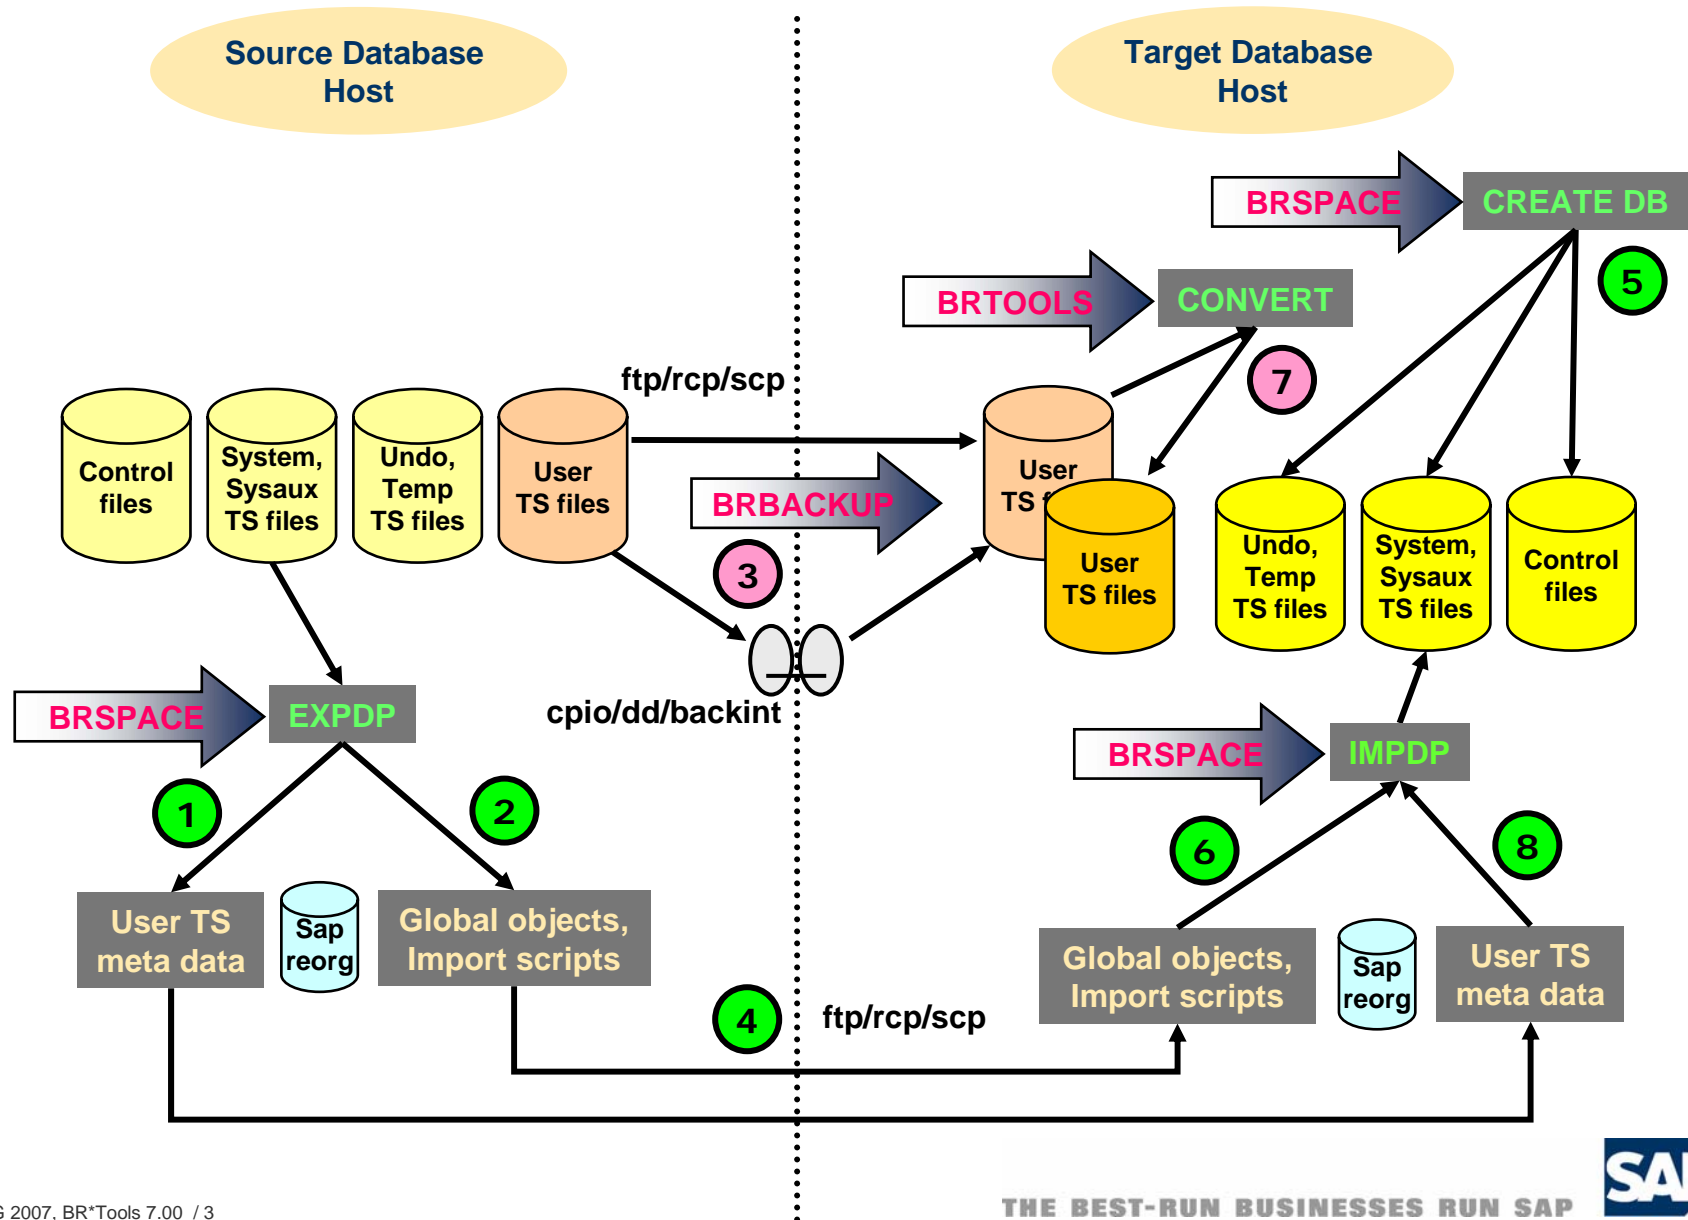 Source Database
Host
Target Database
Host
BRSPACE
CREATE DB
5
BRTOOLS
CONVERT
7
ftp/rcp/scp
Control
files
System,
Sysaux
TS files
Undo,
Temp
TS files
User
TS files
BRBACKUP
3
User
TS
User
TS files
Undo,
Temp
TS files
System,
Sysaux
TS files
Control
files
cpio/dd/backint
BRSPACE
EXPDP
BRSPACE
IMPDP
1
2
6
8
User TS
meta data
Sap
reorg
Global objects,
Import scripts
Global objects,
Import scripts
Sap
reorg
User TS
meta data
4
ftp/rcp/scp
G 2007, BR*Tools 7.00 / 3
THE BEST-RUN BUSINESSES RUN SAP